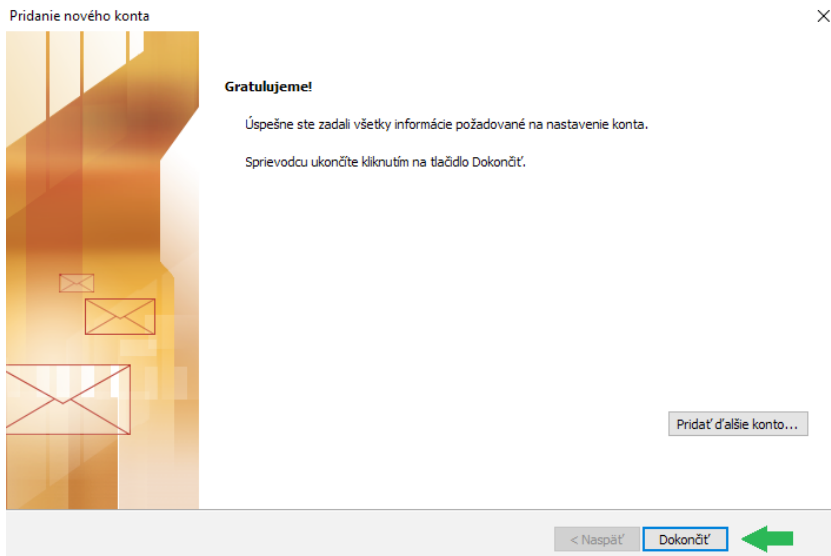 Pridanie nového konta
Gratulujeme!
Úspešne ste zadali všetky informácie požadované na nastavenie konta.
Sprievodcu ukončíte kliknutím na tlačidlo Dokončiť.
Pridať ďalšie konto...
< Naspäť
Dokončiť